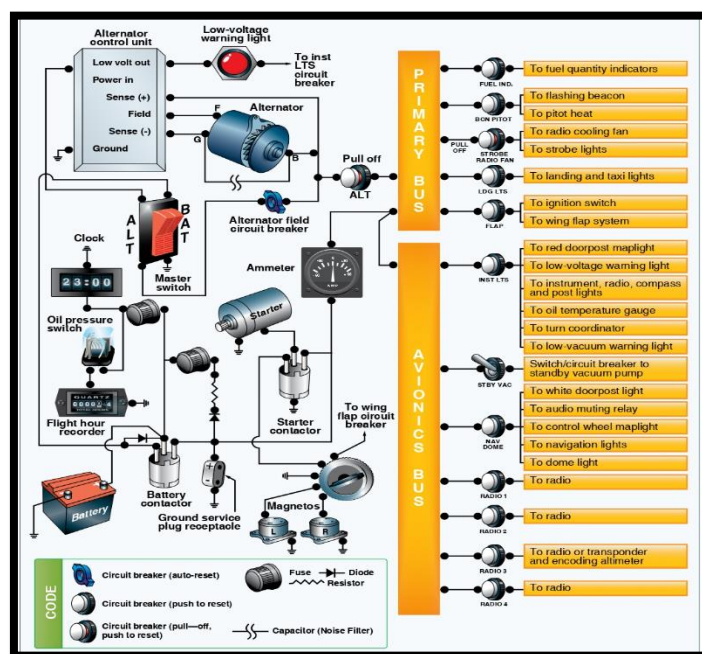 Alternator
control unit
Low volt out
Power in
Sense (+)
Field
Sense (-)
Ground
Low-voltage
warning light
To inst
LTS
circuit
breaker
F
Alternator
G
B
Pull off
ALT
Alternator field
circuit breaker
ALT
BAT
Master
switch
Clock
23:00
Oil pressure
switch
QUARTZ
Flight hour
recorder
Ammeter
Starter
Starter
contactor
To wing
flap circuit
breaker
Battery
Battery
contactor
Ground service
plug receptacle
Magnetos
L
R
PRIMARY BUS
AVIONICS BUS
FUEL IND.
To fuel quantity indicators
BCN PITOT
To flashing beacon
To pitot heat
PULL
OFF
STROBE
RADIO FAN
To radio cooling fan
To strobe lights
LDG LTS
To landing and taxi lights
FLAP
To ignition switch
To wing flap system
INST LTS
To red doorpost maplight
To low-voltage warning light
To instrument, radio, compass
and post lights
To oil temperature gauge
To turn coordinator
To low-vacuum warning light
STBY VAC
Switch/circuit breaker to
standby vacuum pump
NAV
DOME
To white doorpost light
To audio muting relay
To control wheel maplight
To navigation lights
To dome light
RADIO 1
To radio
RADIO 2
To radio
RADIO 3
To radio or transponder
and encoding altimeter
RADIO 4
To radio
CODE
Circuit breaker (auto-reset)
Circuit breaker (push to reset)
Circuit breaker (pull—off,
push to reset)
Fuse
Diode
Resistor
Capacitor (Noise Filter)